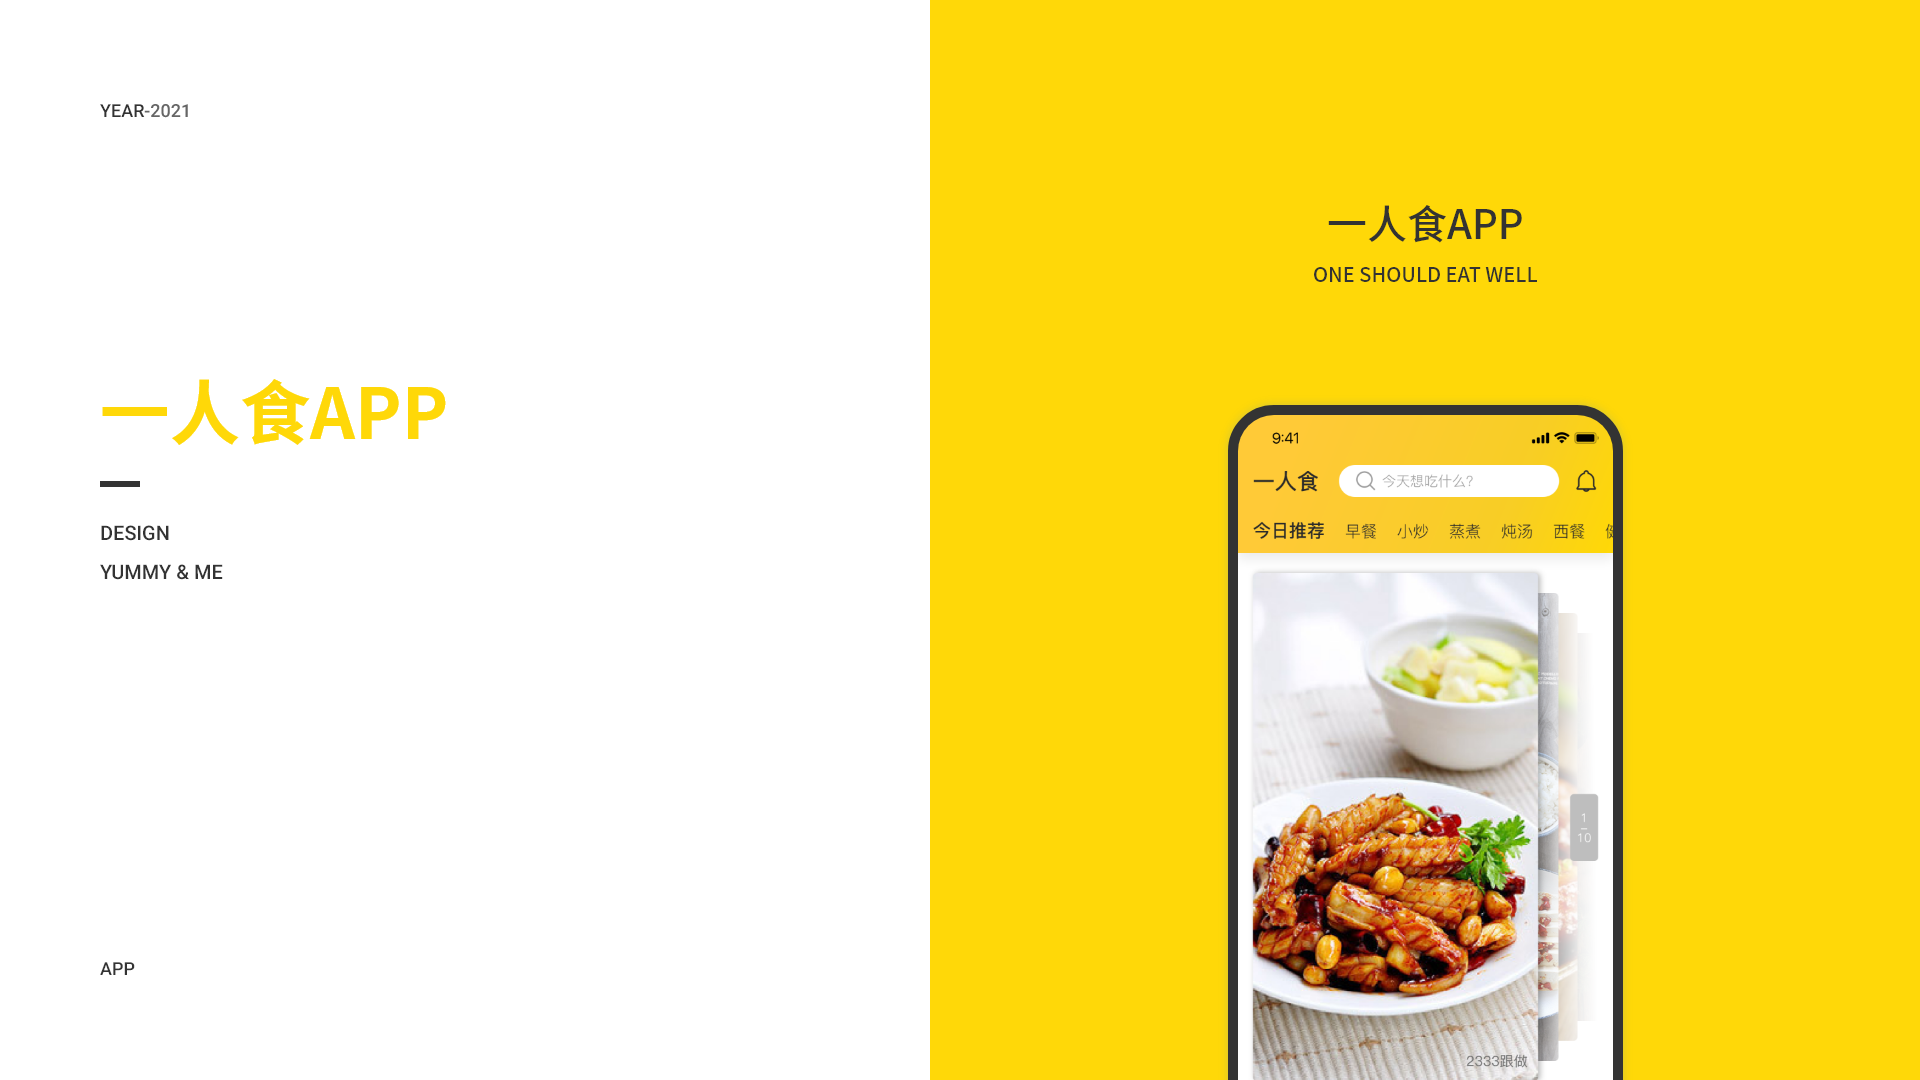 YEAR-2021
一人食APP
DESIGN
YUMMY & ME
APP
一人食APP
ONE SHOULD EAT WELL
9:41
一人食
今天想吃什么?
今日推荐 早餐 小炒 蒸煮 炖汤 西餐
1
10
2333跟做